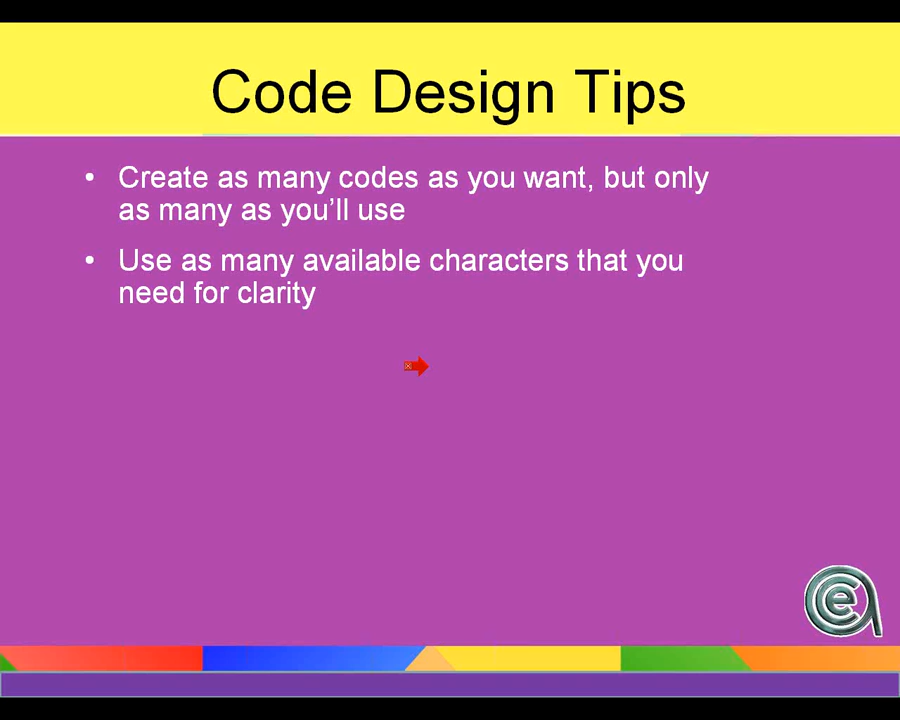 Code Design Tips
• Create as many codes as you want, but only
as many as you’ll use
• Use as many available characters that you
need for clarity